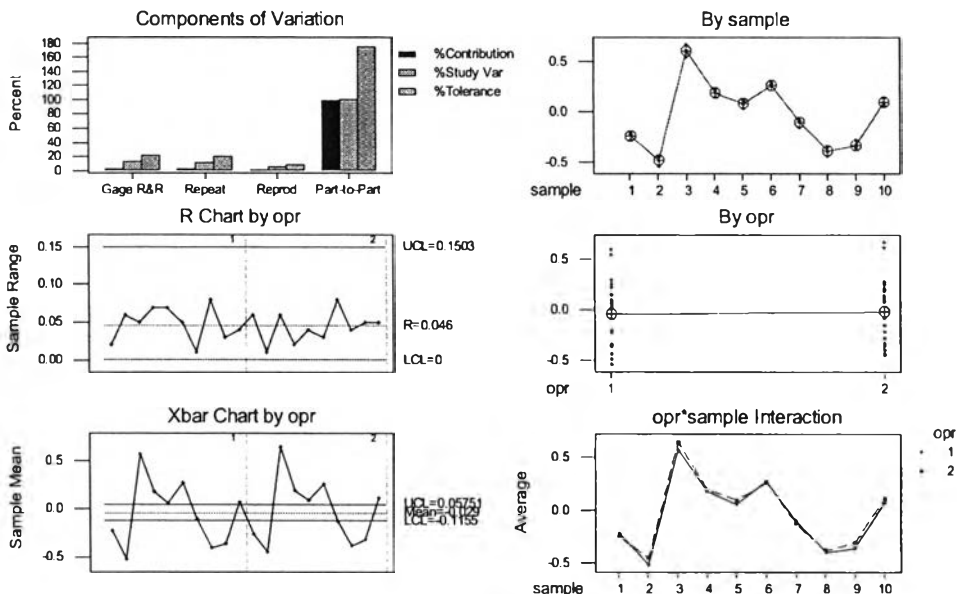 Components of Variation
Percent
180
160
140
120
100
80
60
40
20
0
Gage R&R Repeat Reprod Part-to-Part
%Contribution
%Study Var
%Tolerance
By sample
0.5
0.0
-0.5
sample 1 2 3 4 5 6 7 8 9 10
R Chart by opr
Sample Range
0.15
0.10
0.05
0.00
1 2
UCL=0.1503
R=0.046
LCL=0
By opr
0.5
0.0
-0.5
opr 1 2
Xbar Chart by opr
Sample Mean
0.5
0.0
-0.5
1 2
UCL=0.05751
Mean=-0.029
LCL=-0.1155
opr*sample Interaction
Average
0.5
0.0
-0.5
sample 1 2 3 4 5 6 7 8 9 10
opr
1
2